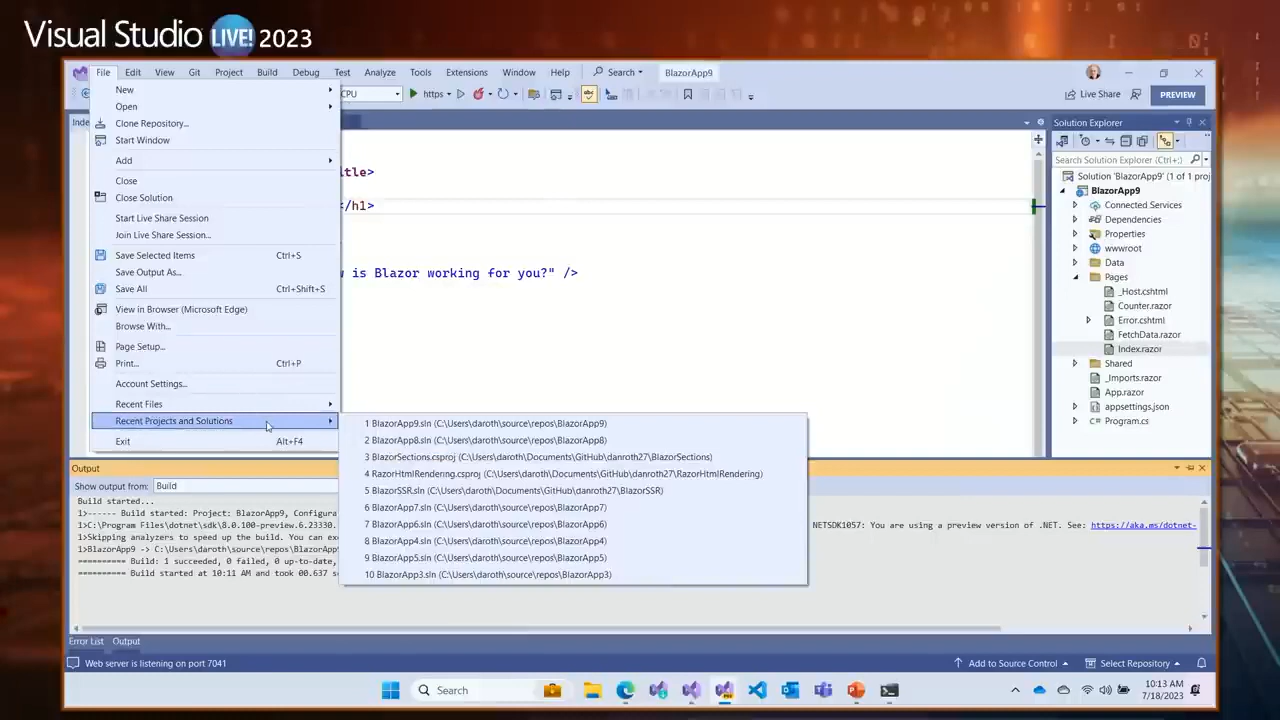 Visual Studio LIVE! 2023
File Edit View Git Project Build Debug Test Analyze Tools Extensions Window Help Search BlazorApp9
CPU https
Live Share PREVIEW
New
Open
Clone Repository...
Start Window
Add
Close
Close Solution
Start Live Share Session
Join Live Share Session...
Save Selected Items Ctrl+S
Save Output As...
Save All Ctrl+Shift+S
View in Browser (Microsoft Edge)
Browse With...
Page Setup...
Print... Ctrl+P
Account Settings...
Recent Files
Recent Projects and Solutions
Exit Alt+F4
Inde
itle>
</h1>
w is Blazor working for you?" />
1 BlazorApp9.sln (C:\Users\daroth\source\repos\BlazorApp9)
2 BlazorApp8.sln (C:\Users\daroth\source\repos\BlazorApp8)
3 BlazorSections.csproj (C:\Users\daroth\Documents\GitHub\danroth27\BlazorSections)
4 RazorHtmlRendering.csproj (C:\Users\daroth\Documents\GitHub\danroth27\RazorHtmlRendering)
5 BlazorSSR.sln (C:\Users\daroth\Documents\GitHub\danroth27\BlazorSSR)
6 BlazorApp7.sln (C:\Users\daroth\source\repos\BlazorApp7)
7 BlazorApp6.sln (C:\Users\daroth\source\repos\BlazorApp6)
8 BlazorApp4.sln (C:\Users\daroth\source\repos\BlazorApp4)
9 BlazorApp5.sln (C:\Users\daroth\source\repos\BlazorApp5)
10 BlazorApp3.sln (C:\Users\daroth\source\repos\BlazorApp3)
Solution Explorer
Search Solution Explorer (Ctrl+;)
Solution 'BlazorApp9' (1 of 1 proj
BlazorApp9
Connected Services
Dependencies
Properties
wwwroot
Data
Pages
_Host.cshtml
Counter.razor
Error.cshtml
FetchData.razor
Index.razor
Shared
_Imports.razor
App.razor
appsettings.json
Program.cs
Output
Show output from: Build
Build started...
1>------ Build started: Project: BlazorApp9, Configura
1>C:\Program Files\dotnet\sdk\8.0.100-preview.6.23330. NETSDK1057: You are using a preview version of .NET. See: https://aka.ms/dotnet-
1>Skipping analyzers to speed up the build. You can exe
1>BlazorApp9 -> C:\Users\daroth\source\repos\BlazorApp
========== Build: 1 succeeded, 0 failed, 0 up-to-date,
========== Build started at 10:11 AM and took 00.637 s
Error List Output
Web server is listening on port 7041 Add to Source Control Select Repository
Search
10:13 AM
7/18/2023